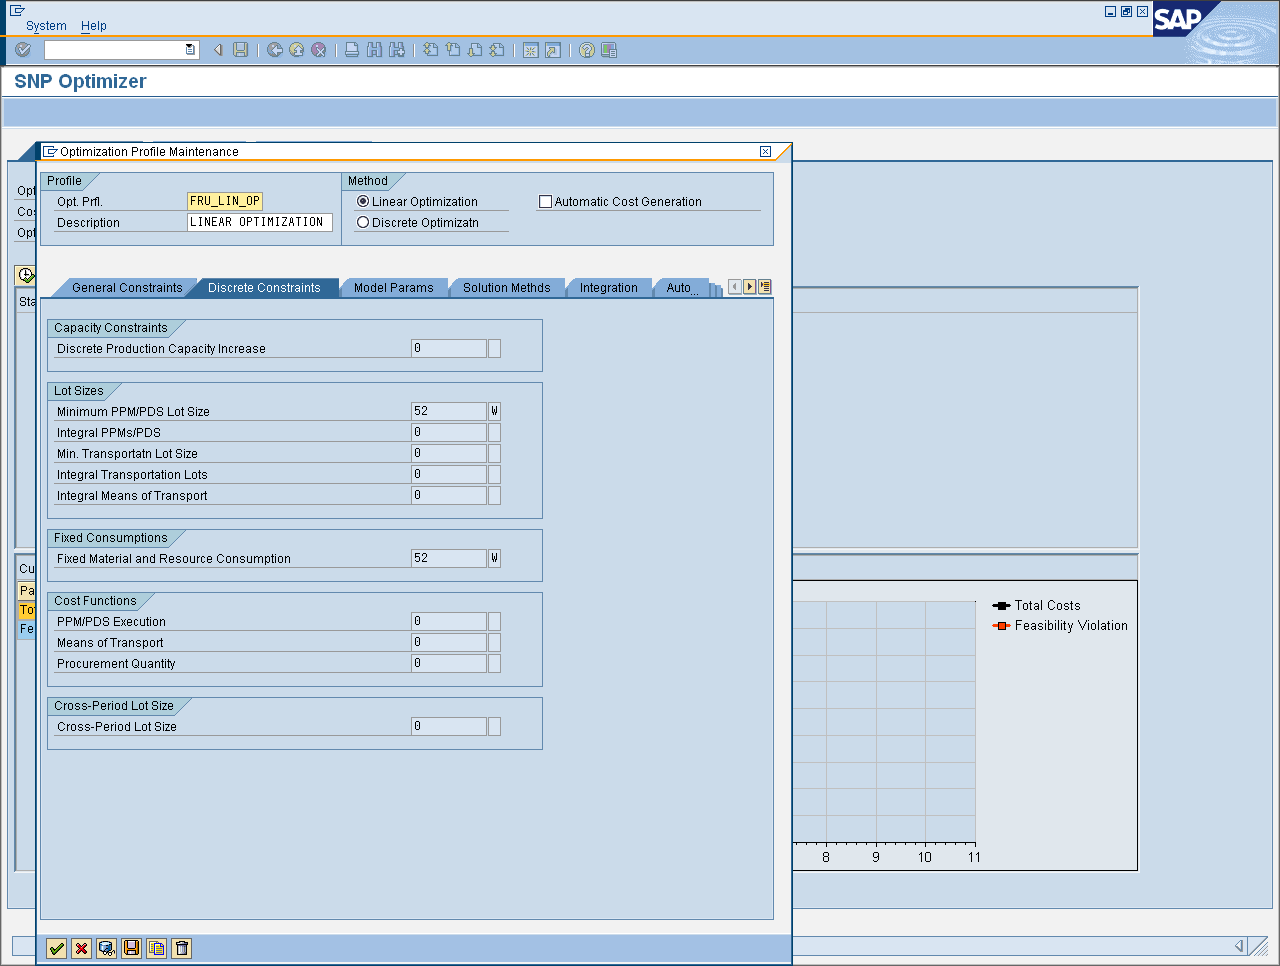 System Help
SAP
SNP Optimizer
Optimization Profile Maintenance
Profile
Method
Opt. Prfl.
FRU_LIN_OP
Linear Optimization
Automatic Cost Generation
Description
LINEAR OPTIMIZATION
Discrete Optimizatn
General Constraints
Discrete Constraints
Model Params
Solution Methds
Integration
Auto...
Capacity Constraints
Discrete Production Capacity Increase 0
Lot Sizes
Minimum PPM/PDS Lot Size 52 W
Integral PPMs/PDS 0
Min. Transportatn Lot Size 0
Integral Transportation Lots 0
Integral Means of Transport 0
Fixed Consumptions
Fixed Material and Resource Consumption 52 W
Cost Functions
PPM/PDS Execution 0
Means of Transport 0
Procurement Quantity 0
Cross-Period Lot Size
Cross-Period Lot Size 0
Opt
Cos
Opt
Sta
Cu
Pa
Tot
Fe
Total Costs
Feasibility Violation
8 9 10 11